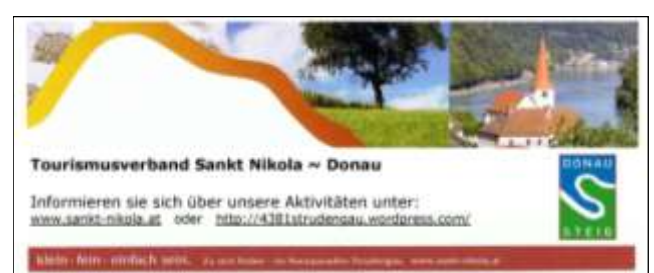 Tourismusverband Sankt Nikola ~ Donau
DONAU
STEIG
Informieren sie sich über unsere Aktivitäten unter:
www.sankt-nikola.at oder http://4381strudengau.wordpress.com/
klein · fein · einfach sein.